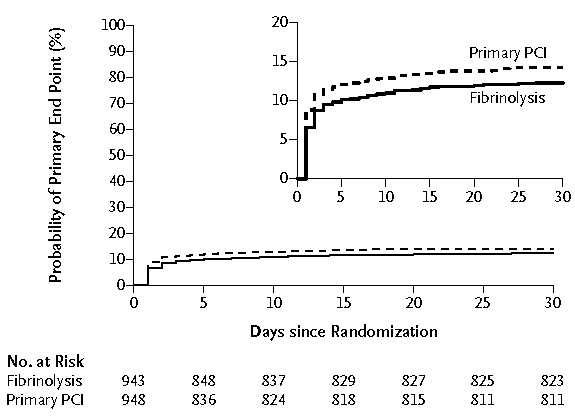 Probability of Primary End Point (%)
100
90
80
70
60
50
40
30
20
10
0
0 5 10 15 20 25 30
Days since Randomization
20
15
10
5
0
0 5 10 15 20 25 30
Primary PCI
Fibrinolysis
No. at Risk
Fibrinolysis 943 848 837 829 827 825 823
Primary PCI 948 836 824 818 815 811 811